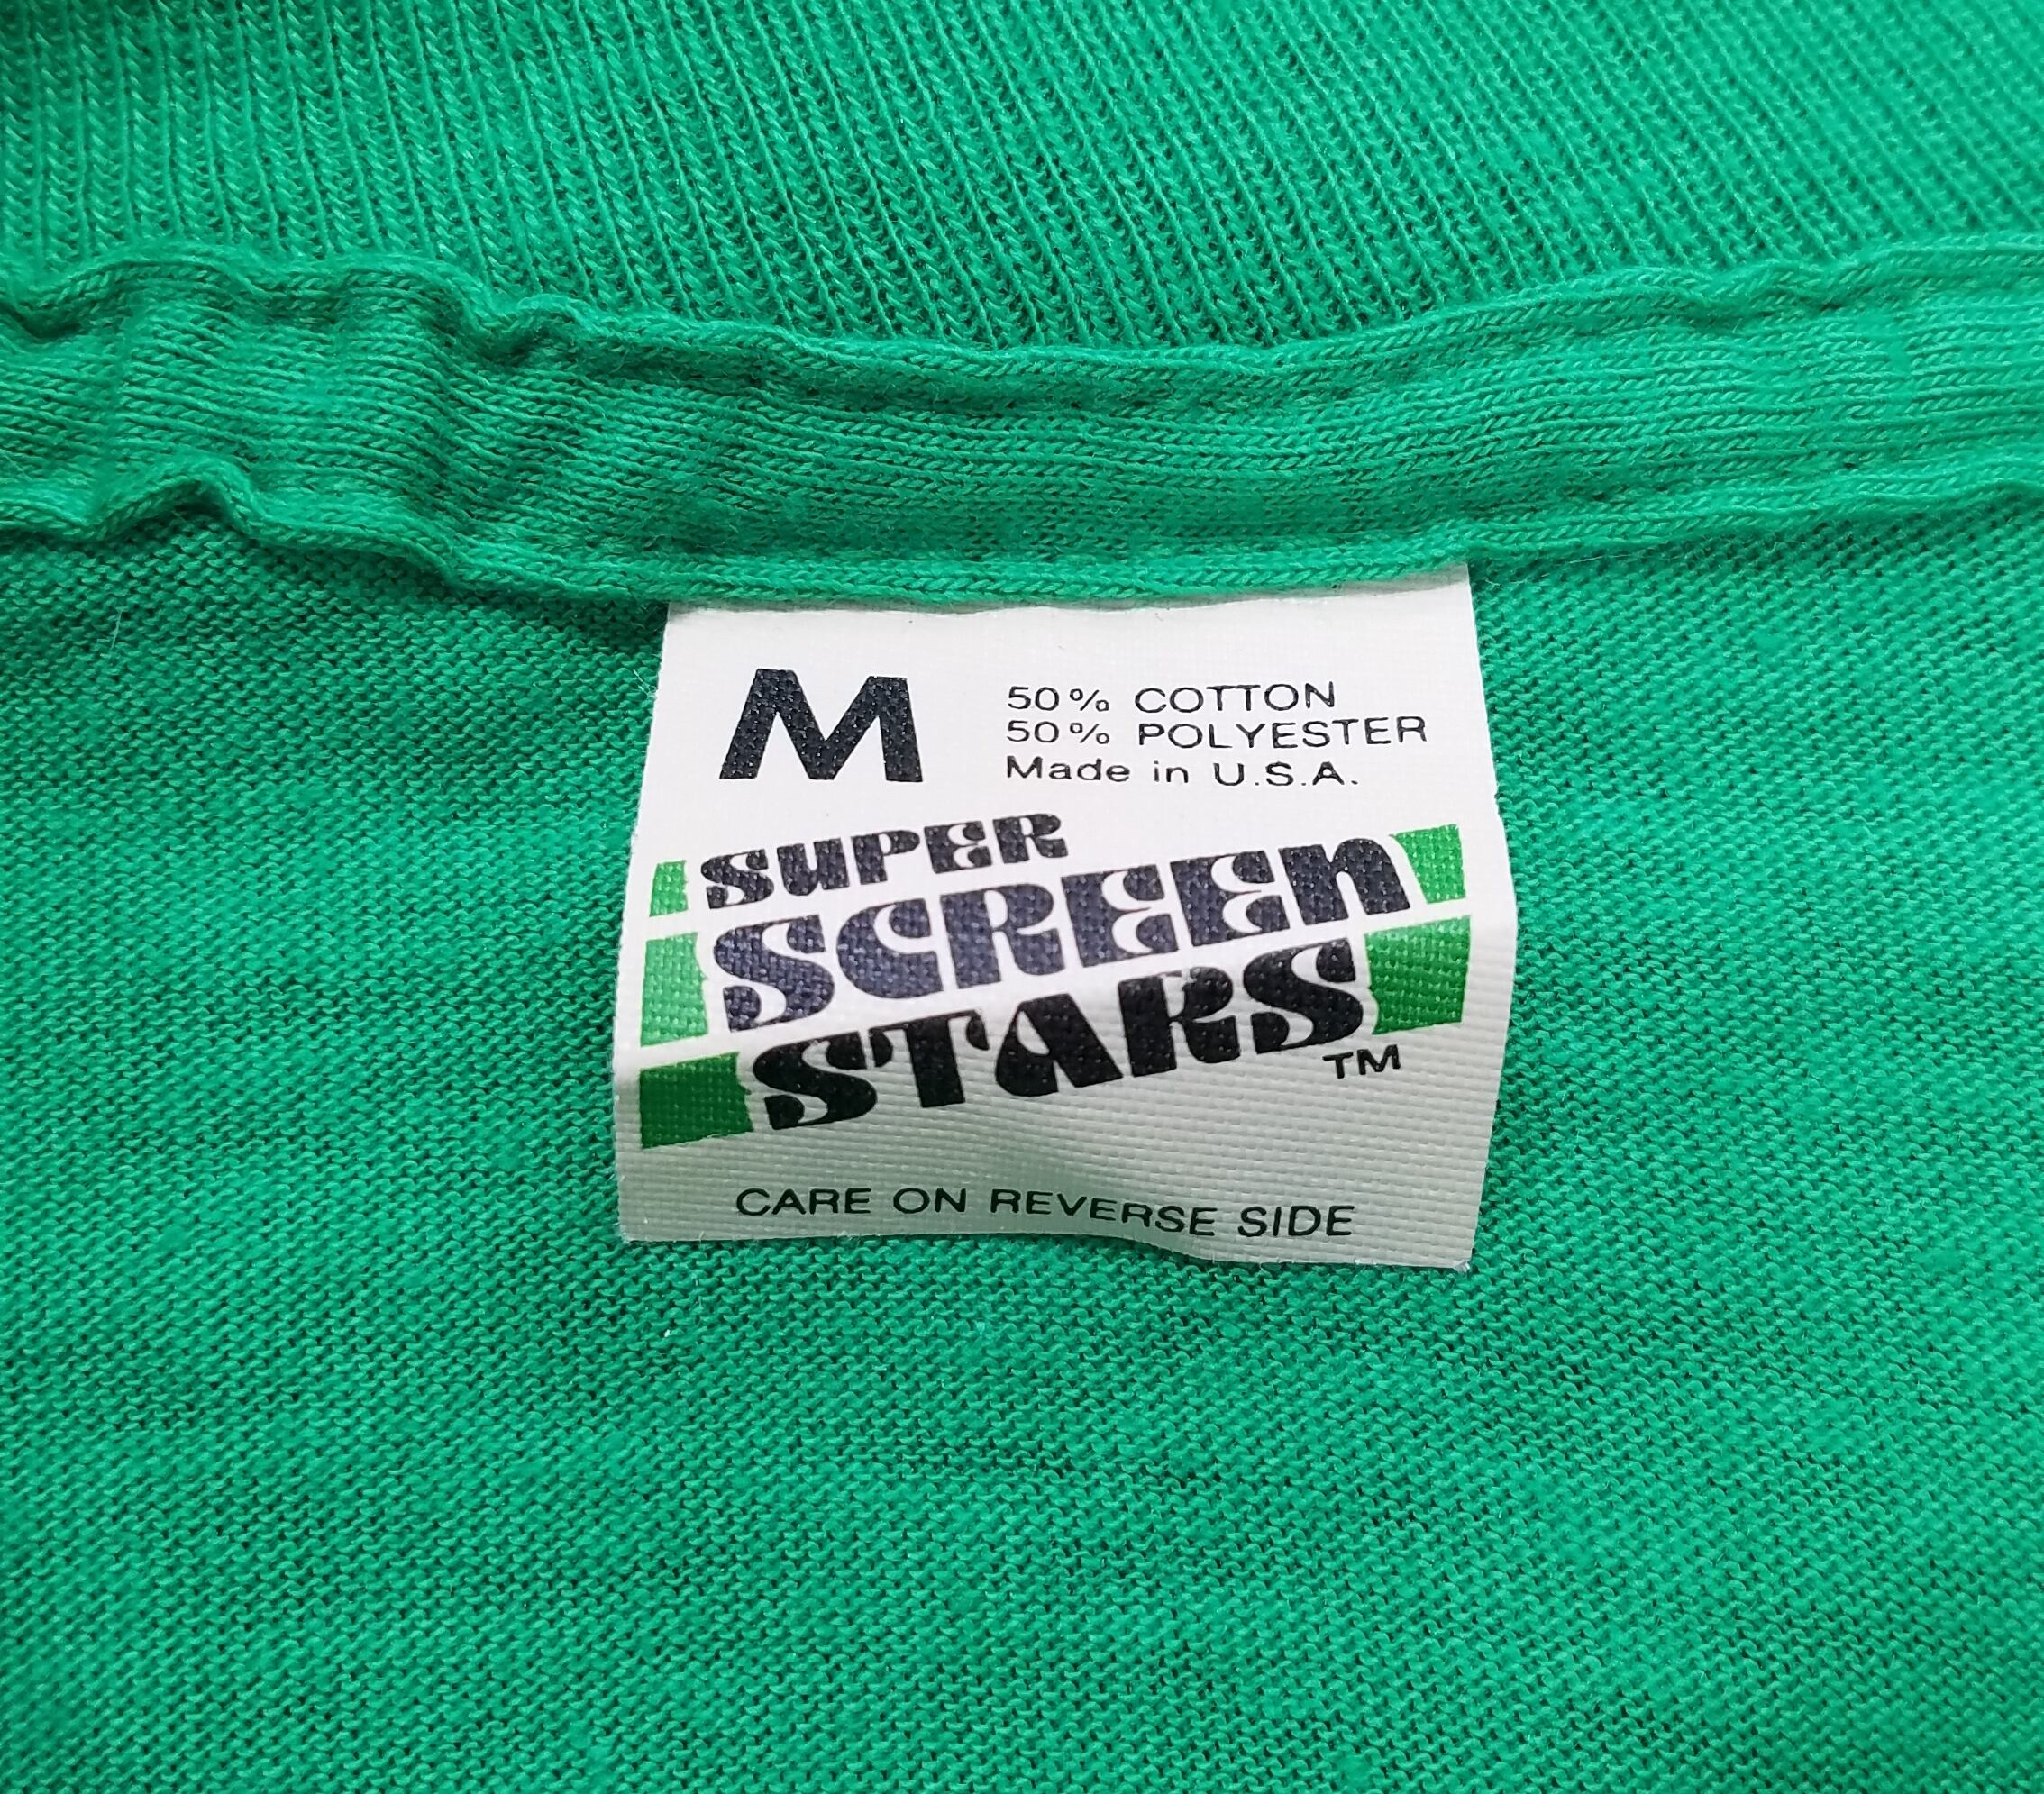 M
50% COTTON
50% POLYESTER
Made in U.S.A.
SUPER
SCREEN
STARS
TM
CARE ON REVERSE SIDE